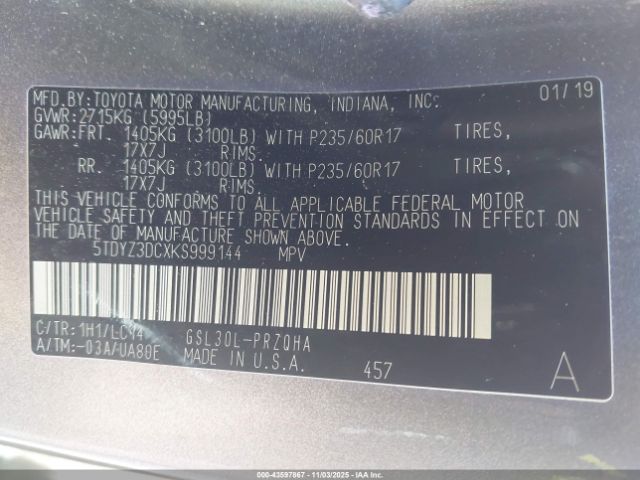 MFD.BY:TOYOTA MOTOR MANUFACTURING, INDIANA, INC. 01/19
GVWR:2715KG (5995LB)
GAWR:FRT. 1405KG (3100LB) WITH P235/60R17 TIRES,
17X7J RIMS.
RR. 1405KG (3100LB) WITH P235/60R17 TIRES,
17X7J RIMS.
THIS VEHICLE CONFORMS TO ALL APPLICABLE FEDERAL MOTOR
VEHICLE SAFETY AND THEFT PREVENTION STANDARDS IN EFFECT ON
THE DATE OF MANUFACTURE SHOWN ABOVE.
5TDYZ3DCXKS999144 MPV
C/TR:1H1/LC14 GSL30L-PRZQHA
A/TM:-03A/UA80E MADE IN U.S.A. 457 A
000-43597867 - 11/03/2025 - IAAI.CA